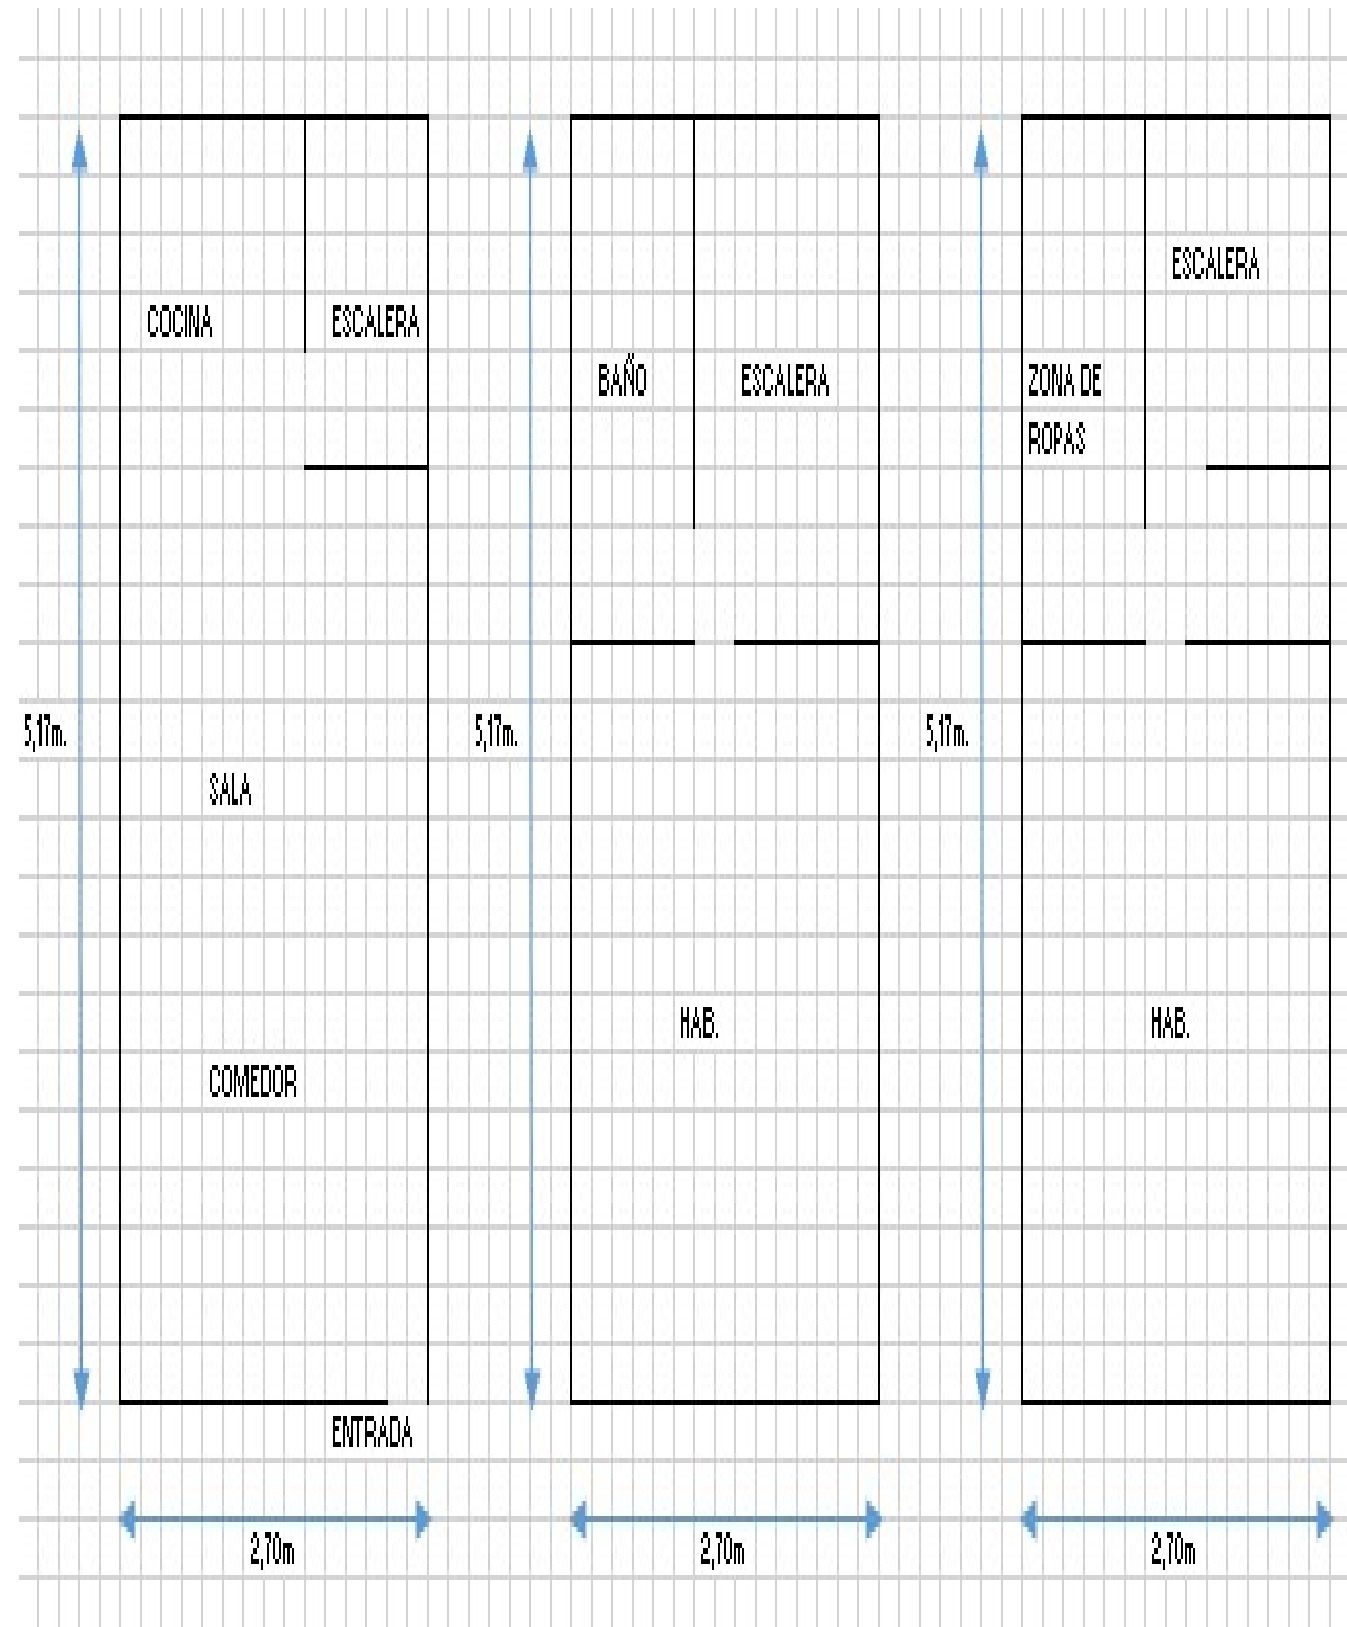 COCINA
ESCALERA
5,17m.
SALA
COMEDOR
ENTRADA
2,70m
BAÑO
ESCALERA
5,17m.
HAB.
2,70m
ESCALERA
ZONA DE
ROPAS
5,17m.
HAB.
2,70m